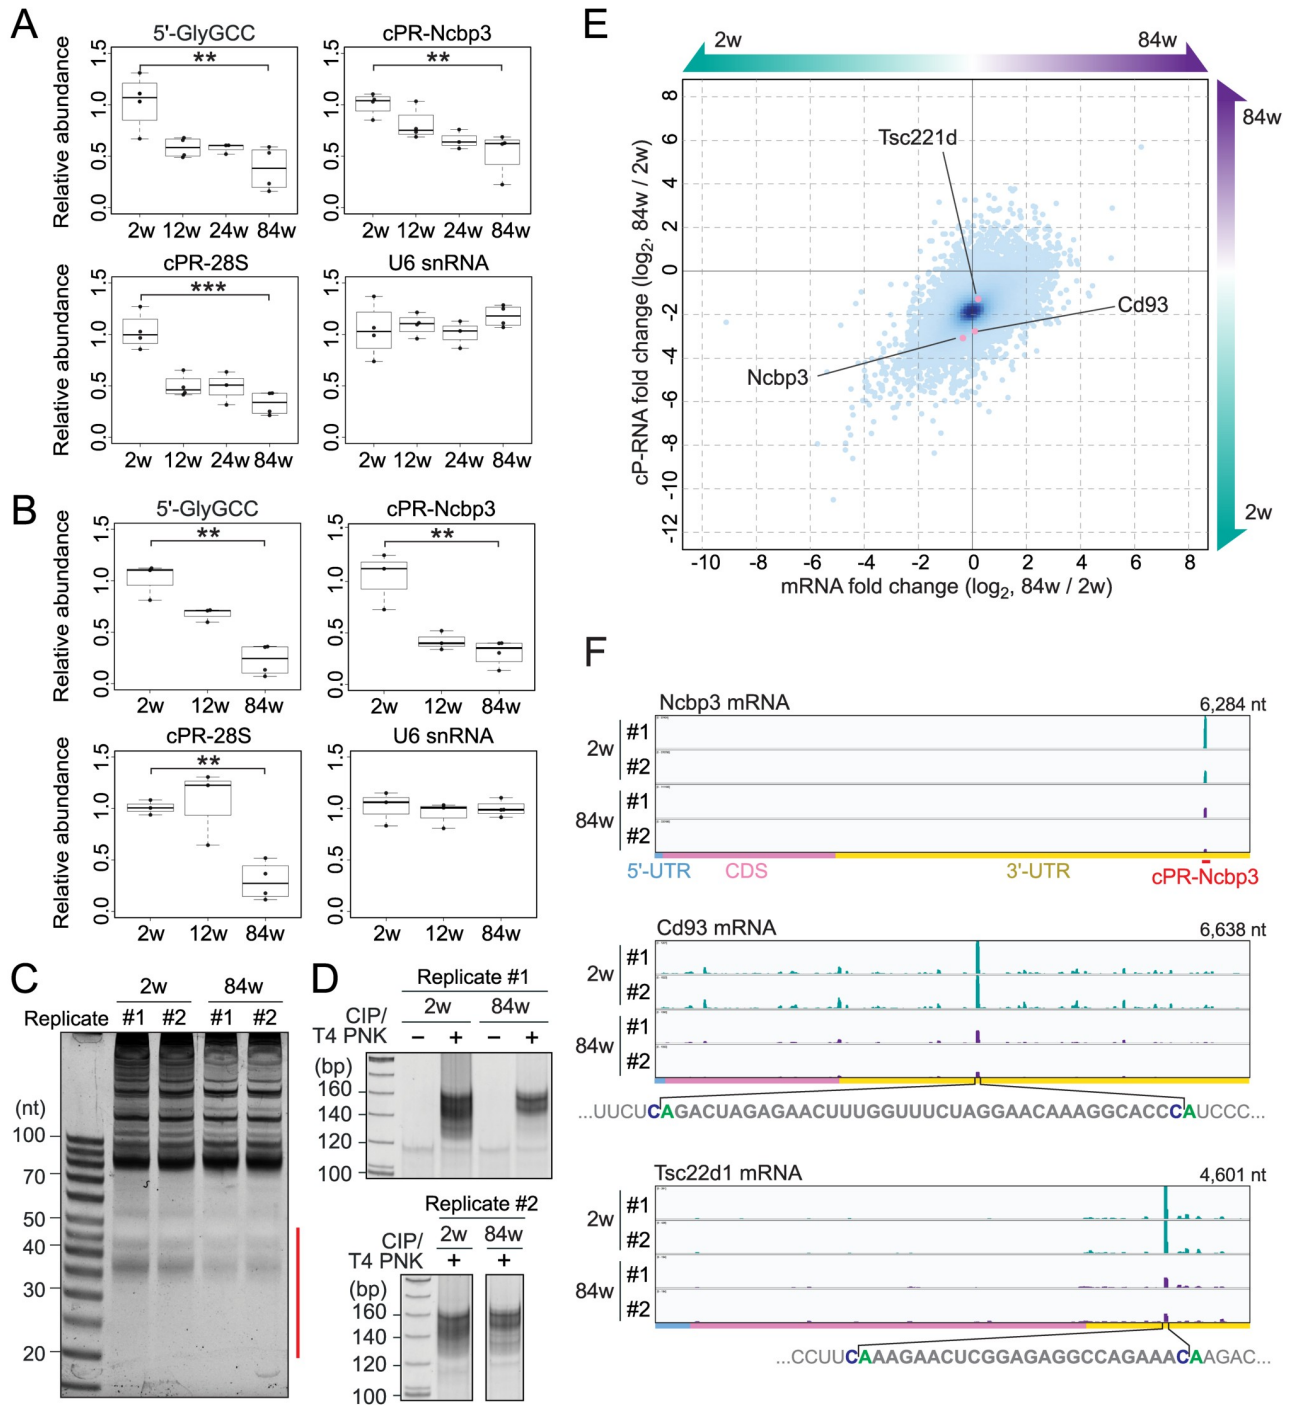 A
5'-GlyGCC
cPR-Ncbp3
Relative abundance
1.5
1.0
0.5
0.0
**
2w 12w 24w 84w
**
1.5
1.0
0.5
0.0
2w 12w 24w 84w
cPR-28S
U6 snRNA
Relative abundance
1.5
1.0
0.5
0.0
***
2w 12w 24w 84w
1.5
1.0
0.5
0.0
2w 12w 24w 84w
B
5'-GlyGCC
cPR-Ncbp3
Relative abundance
1.5
1.0
0.5
0.0
**
2w 12w 84w
1.5
1.0
0.5
0.0
**
2w 12w 84w
cPR-28S
U6 snRNA
Relative abundance
1.5
1.0
0.5
0.0
**
2w 12w 84w
1.5
1.0
0.5
0.0
2w 12w 84w
C
2w 84w
Replicate #1 #2 #1 #2
(nt)
100
70
50
40
30
20
D
Replicate #1
CIP/ 2w 84w
T4 PNK − + − +
(bp)
160
140
120
100
Replicate #2
CIP/ 2w 84w
T4 PNK + +
(bp)
160
140
120
100
E
2w 84w
84w
2w
cP-RNA fold change (log2, 84w / 2w)
8
6
4
2
0
-2
-4
-6
-8
-10
-12
Tsc221d
Cd93
Ncbp3
-10 -8 -6 -4 -2 0 2 4 6 8
mRNA fold change (log2, 84w / 2w)
F
Ncbp3 mRNA 6,284 nt
2w #1
#2
84w #1
#2
5'-UTR CDS 3'-UTR cPR-Ncbp3
Cd93 mRNA 6,638 nt
2w #1
#2
84w #1
#2
...UUCUCAGACUAGAGAACUUUGGUUUCUAGGAACAAAGGCACCCAUCCC...
Tsc22d1 mRNA 4,601 nt
2w #1
#2
84w #1
#2
...CCUUCAAAGAACUCGGAGAGGCCAGAAACAAGAC...